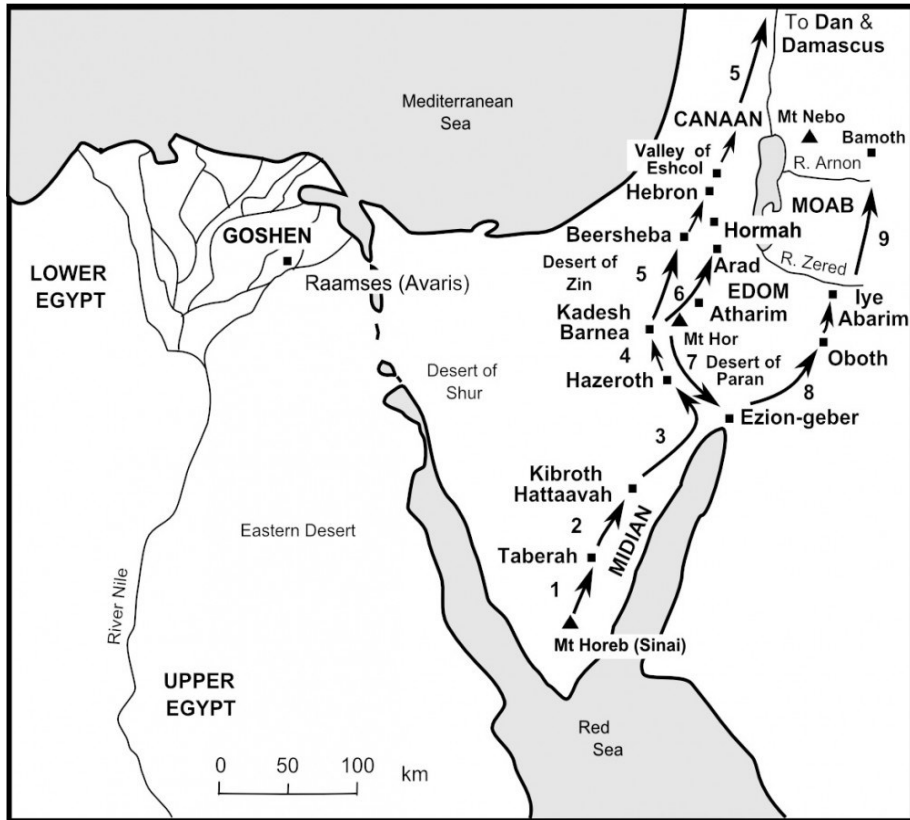 To Dan &
Damascus
5
Mediterranean
Sea
CANAAN
Mt Nebo
Bamoth
Valley of
Eshcol
R. Arnon
Hebron
MOAB
GOSHEN
Hormah
Beersheba
9
LOWER
EGYPT
Raamses (Avaris)
Desert of
Zin
5
Arad
R. Zered
6
EDOM
Iye
Abarim
Kadesh
Barnea
Atharim
Mt Hor
4
7
Desert of
Paran
Oboth
Desert of
Shur
Hazeroth
8
Ezion-geber
3
Kibroth
Hattaavah
Eastern Desert
2
MIDIAN
Taberah
1
River Nile
Mt Horeb (Sinai)
UPPER
EGYPT
Red
Sea
0 50 100
km